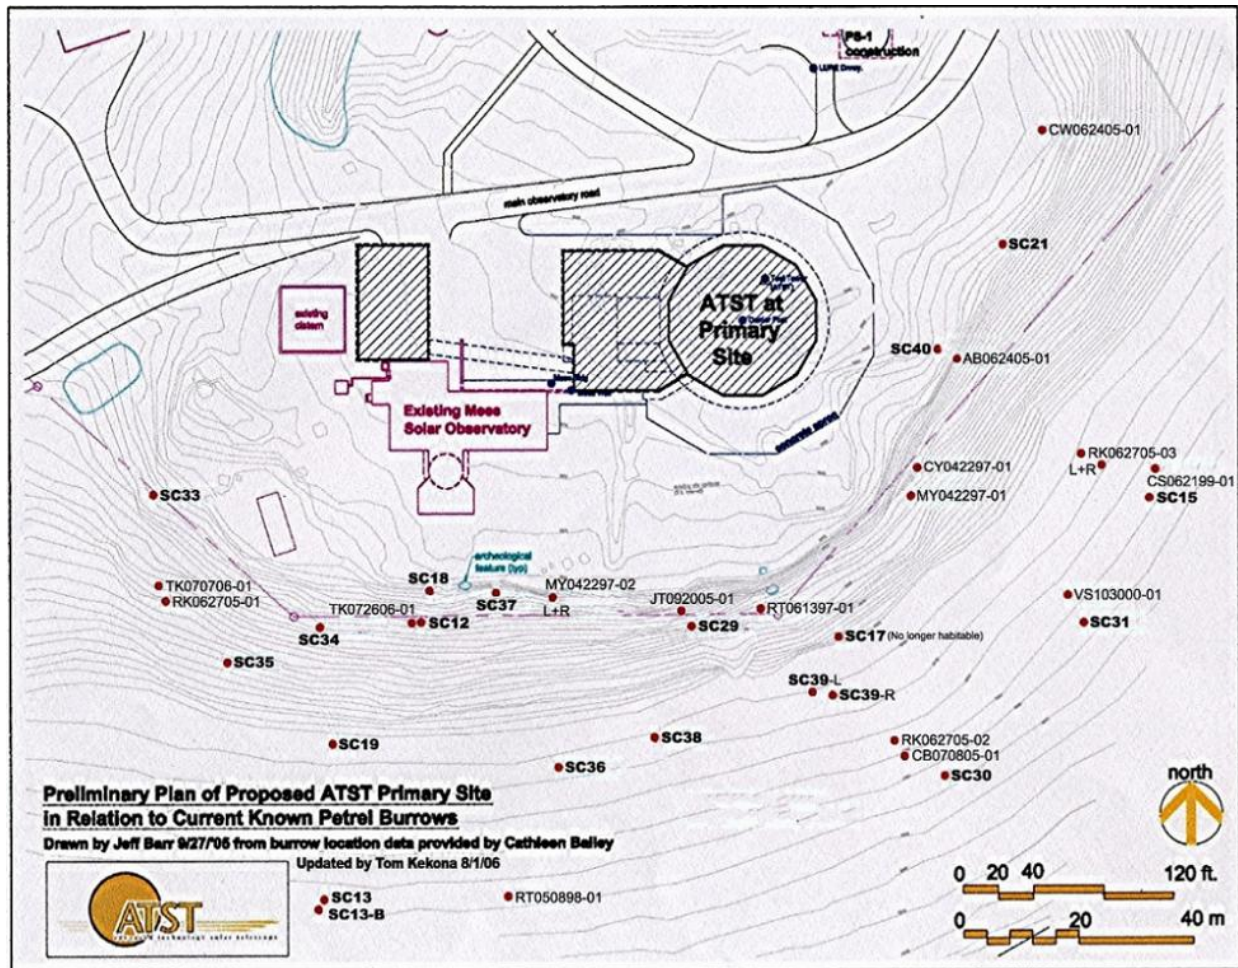 PS-1
construction
CW062405-01
main observatory road
SC21
existing
cistern
ATST at
Primary
Site
SC40
AB062405-01
Existing Mees
Solar Observatory
concrete apron
CY042297-01
RK062705-03
L+R
CS062199-01
SC33
MY042297-01
SC15
archeological
feature (typ)
TK070706-01
SC18
MY042297-02
RK062705-01
SC37
L+R
JT092005-01
RT061397-01
VS103000-01
TK072606-01
SC12
SC34
SC29
SC17 (No longer habitable)
SC31
SC35
SC39-L
SC39-R
SC19
SC38
RK062705-02
CB070805-01
SC36
SC30
north
Preliminary Plan of Proposed ATST Primary Site
in Relation to Current Known Petrel Burrows
Drawn by Jeff Barr 9/27/'05 from burrow location data provided by Cathleen Bailey
Updated by Tom Kekona 8/1/06
0 20 40 120 ft.
0 20 40 m
SC13
SC13-B
RT050898-01
ATST
advanced technology solar telescope